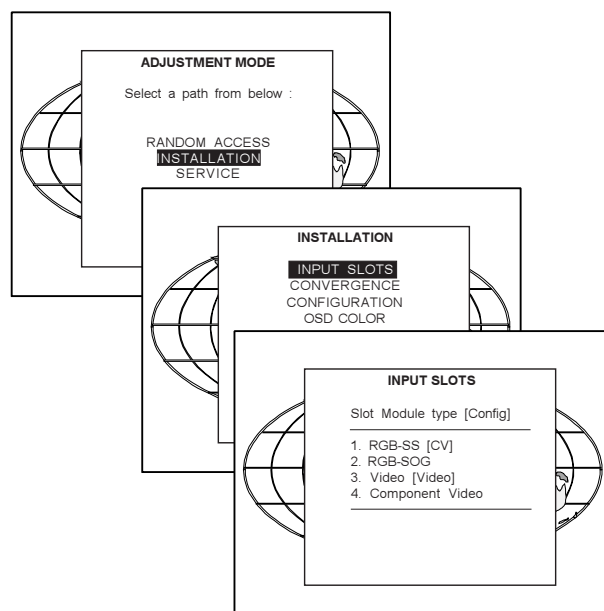 ADJUSTMENT MODE
Select a path from below :
RANDOM ACCESS
INSTALLATION
SERVICE
INSTALLATION
INPUT SLOTS
CONVERGENCE
CONFIGURATION
OSD COLOR
INPUT SLOTS
Slot Module type [Config]
1. RGB-SS [CV]
2. RGB-SOG
3. Video [Video]
4. Component Video